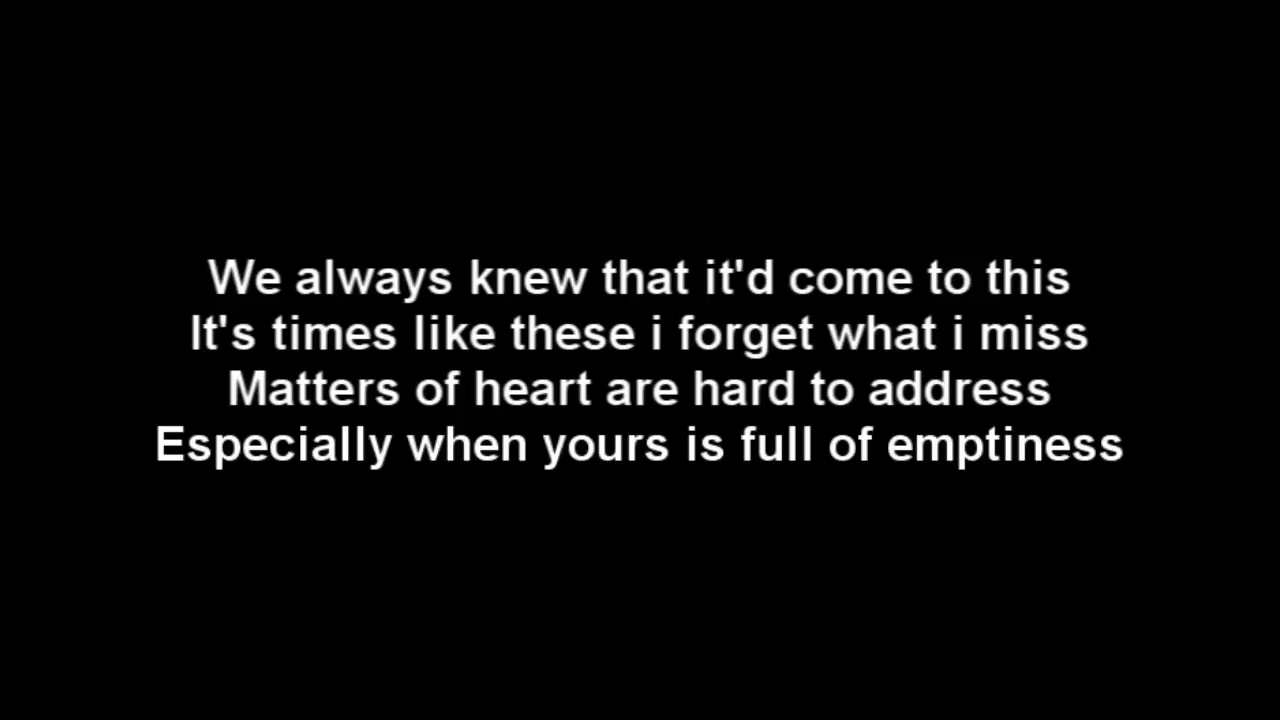 We always knew that it'd come to this
It's times like these i forget what i miss
Matters of heart are hard to address
Especially when yours is full of emptiness